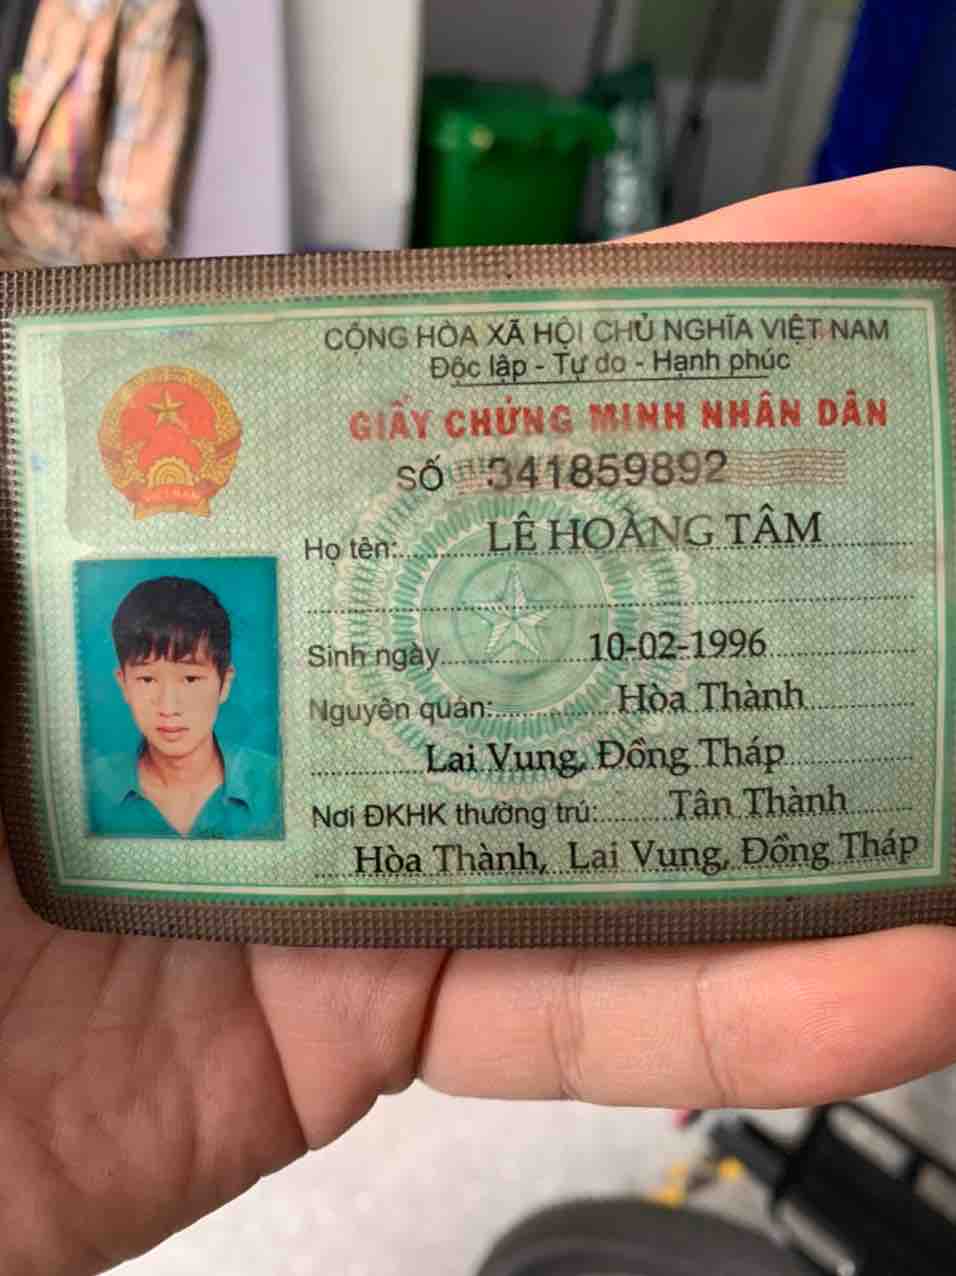 CỘNG HÒA XÃ HỘI CHỦ NGHĨA VIỆT NAM
Độc lập - Tự do - Hạnh phúc
GIẤY CHỨNG MINH NHÂN DÂN
SỐ 341859892
Họ tên: LÊ HOÀNG TÂM
Sinh ngày 10-02-1996
Nguyên quán: Hòa Thành
Lai Vung, Đồng Tháp
Nơi ĐKHK thường trú: Tân Thành
Hòa Thành, Lai Vung, Đồng Tháp